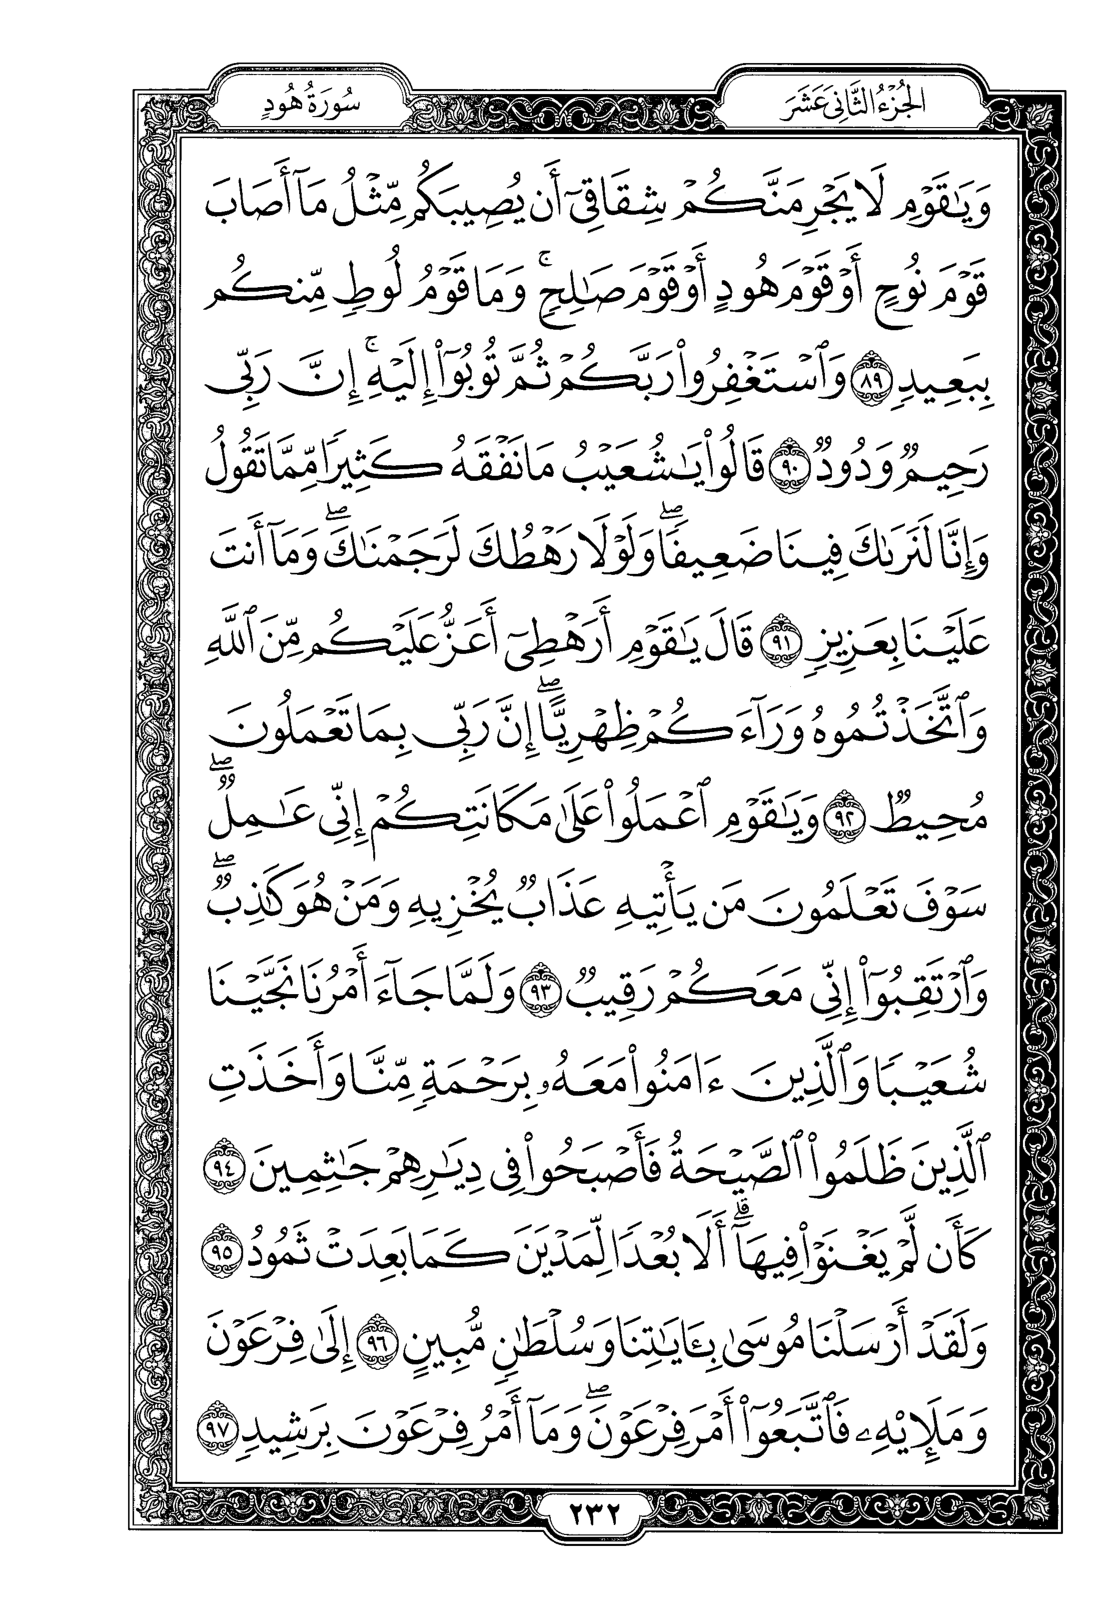 الجُزْءُ الثَّانِي عَشَرَ
سُورَةُ هُودٍ
وَيَٰقَوْمِ لَا يَجْرِمَنَّكُمْ شِقَاقِىٓ أَن يُصِيبَكُم مِّثْلُ مَآ أَصَابَ
قَوْمَ نُوحٍ أَوْ قَوْمَ هُودٍ أَوْ قَوْمَ صَٰلِحٍۚ وَمَا قَوْمُ لُوطٍ مِّنكُم
بِبَعِيدٍ ٨٩ وَٱسْتَغْفِرُوا۟ رَبَّكُمْ ثُمَّ تُوبُوٓا۟ إِلَيْهِۚ إِنَّ رَبِّى
رَحِيمٌ وَدُودٌ ٩٠ قَالُوا۟ يَٰشُعَيْبُ مَا نَفْقَهُ كَثِيرًا مِّمَّا تَقُولُ
وَإِنَّا لَنَرَىٰكَ فِينَا ضَعِيفًاۖ وَلَوْلَا رَهْطُكَ لَرَجَمْنَٰكَۖ وَمَآ أَنتَ
عَلَيْنَا بِعَزِيزٍ ٩١ قَالَ يَٰقَوْمِ أَرَهْطِىٓ أَعَزُّ عَلَيْكُم مِّنَ ٱللَّهِ
وَٱتَّخَذْتُمُوهُ وَرَآءَكُمْ ظِهْرِيًّاۖ إِنَّ رَبِّى بِمَا تَعْمَلُونَ
مُحِيطٌ ٩٢ وَيَٰقَوْمِ ٱعْمَلُوا۟ عَلَىٰ مَكَانَتِكُمْ إِنِّى عَٰمِلٌۖ
سَوْفَ تَعْلَمُونَ مَن يَأْتِيهِ عَذَابٌ يُخْزِيهِ وَمَنْ هُوَ كَٰذِبٌۖ
وَٱرْتَقِبُوٓا۟ إِنِّى مَعَكُمْ رَقِيبٌ ٩٣ وَلَمَّا جَآءَ أَمْرُنَا نَجَّيْنَا
شُعَيْبًا وَٱلَّذِينَ ءَامَنُوا۟ مَعَهُۥ بِرَحْمَةٍ مِّنَّا وَأَخَذَتِ
ٱلَّذِينَ ظَلَمُوا۟ ٱلصَّيْحَةُ فَأَصْبَحُوا۟ فِى دِيَٰرِهِمْ جَٰثِمِينَ ٩٤
كَأَن لَّمْ يَغْنَوْا۟ فِيهَآۗ أَلَا بُعْدًا لِّمَدْيَنَ كَمَا بَعِدَتْ ثَمُودُ ٩٥
وَلَقَدْ أَرْسَلْنَا مُوسَىٰ بِـَٔايَٰتِنَا وَسُلْطَٰنٍ مُّبِينٍ ٩٦ إِلَىٰ فِرْعَوْنَ
وَمَلَإِي۟هِۦ فَٱتَّبَعُوٓا۟ أَمْرَ فِرْعَوْنَۖ وَمَآ أَمْرُ فِرْعَوْنَ بِرَشِيدٍ ٩٧
٢٣٢